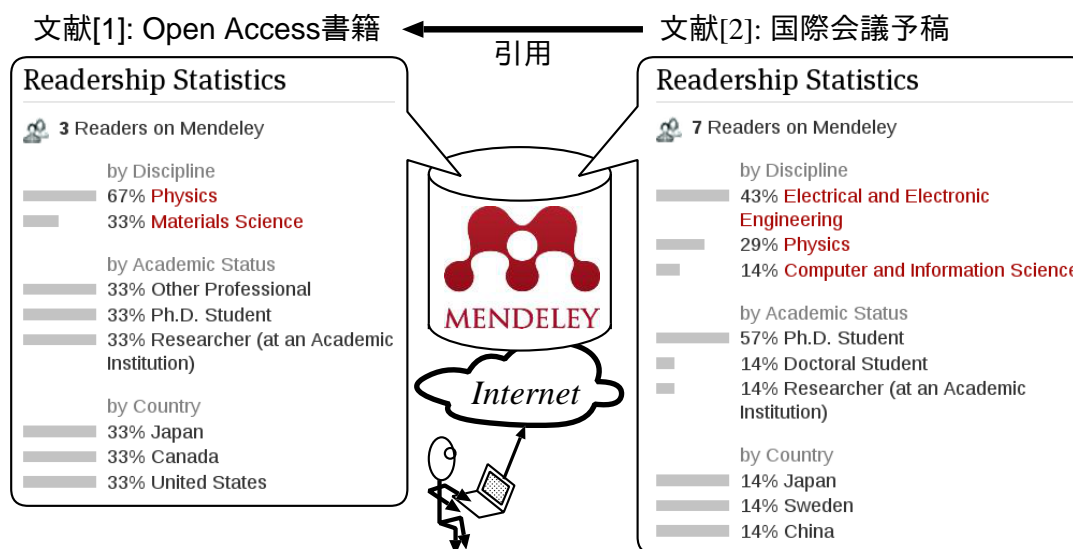 文献[1]: Open Access書籍
引用
文献[2]: 国際会議予稿
Readership Statistics
3 Readers on Mendeley
by Discipline
67% Physics
33% Materials Science
by Academic Status
33% Other Professional
33% Ph.D. Student
33% Researcher (at an Academic
Institution)
by Country
33% Japan
33% Canada
33% United States
MENDELEY
Internet
Readership Statistics
7 Readers on Mendeley
by Discipline
43% Electrical and Electronic
Engineering
29% Physics
14% Computer and Information Science
by Academic Status
57% Ph.D. Student
14% Doctoral Student
14% Researcher (at an Academic
Institution)
by Country
14% Japan
14% Sweden
14% China